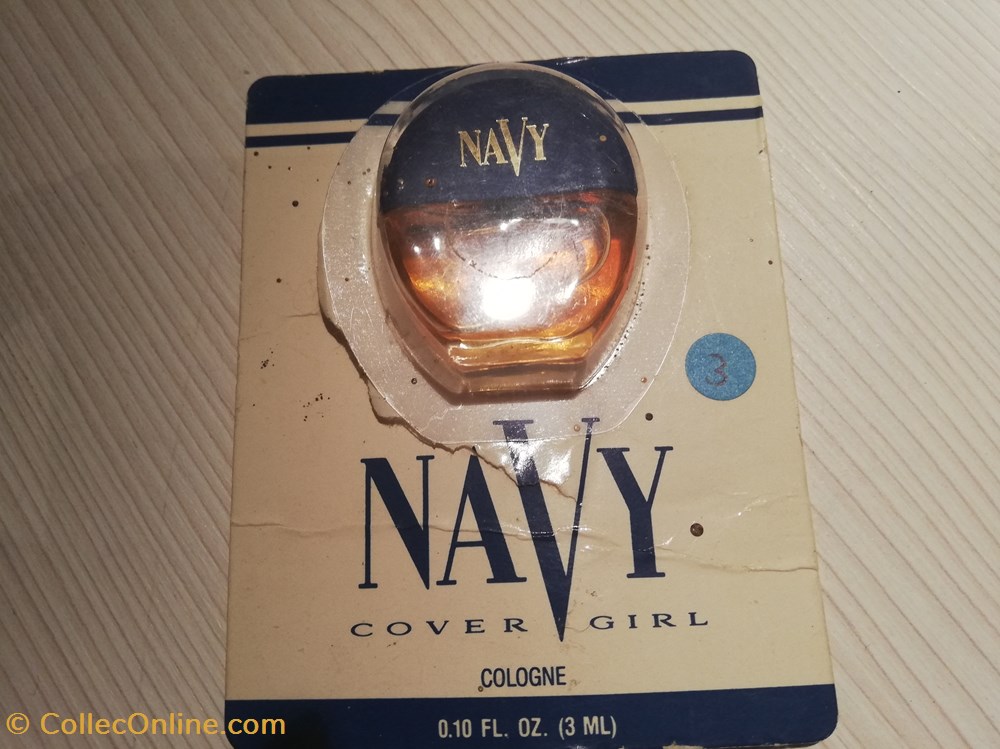 NAVY
3
NAVY
COVER GIRL
COLOGNE
0.10 FL. OZ. (3 ML)
© CollecOnline.com